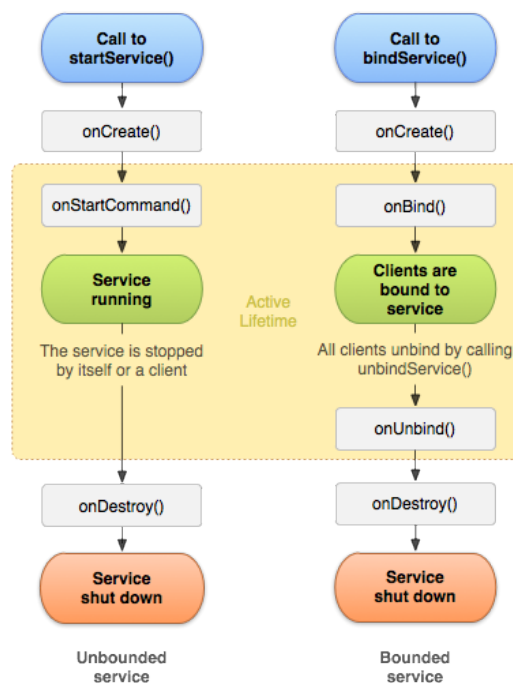 Call to
startService()
onCreate()
onStartCommand()
Service
running
The service is stopped
by itself or a client
onDestroy()
Service
shut down
Unbounded
service
Active
Lifetime
Call to
bindService()
onCreate()
onBind()
Clients are
bound to
service
All clients unbind by calling
unbindService()
onUnbind()
onDestroy()
Service
shut down
Bounded
service